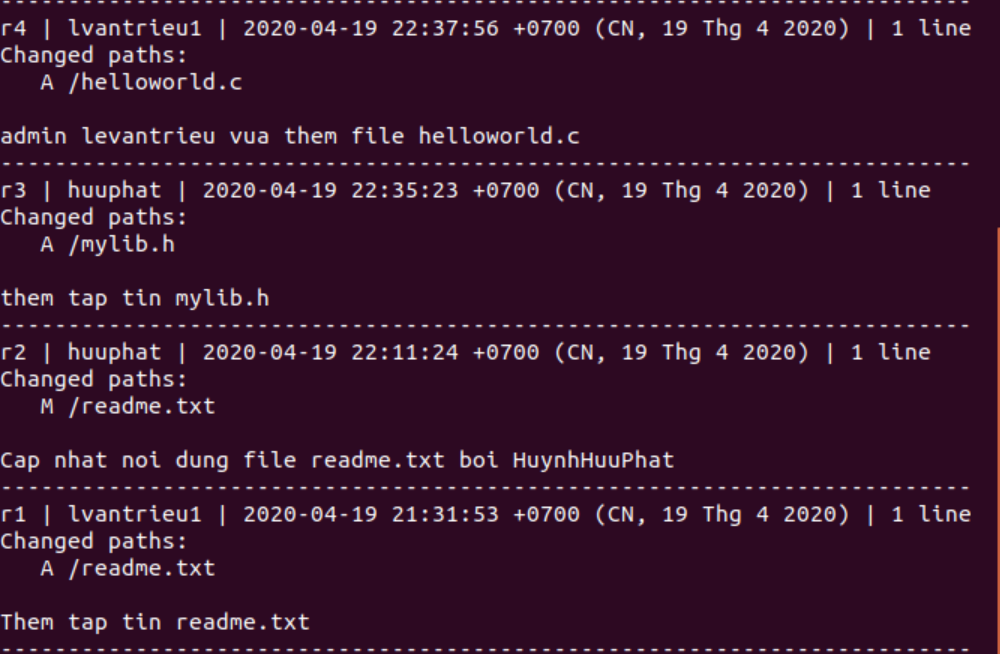 ------------------------------------------------------------------------
r4 | lvantrieu1 | 2020-04-19 22:37:56 +0700 (CN, 19 Thg 4 2020) | 1 line
Changed paths:
   A /helloworld.c

admin levantrieu vua them file helloworld.c
------------------------------------------------------------------------
r3 | huuphat | 2020-04-19 22:35:23 +0700 (CN, 19 Thg 4 2020) | 1 line
Changed paths:
   A /mylib.h

them tap tin mylib.h
------------------------------------------------------------------------
r2 | huuphat | 2020-04-19 22:11:24 +0700 (CN, 19 Thg 4 2020) | 1 line
Changed paths:
   M /readme.txt

Cap nhat noi dung file readme.txt boi HuynhHuuPhat
------------------------------------------------------------------------
r1 | lvantrieu1 | 2020-04-19 21:31:53 +0700 (CN, 19 Thg 4 2020) | 1 line
Changed paths:
   A /readme.txt

Them tap tin readme.txt
------------------------------------------------------------------------